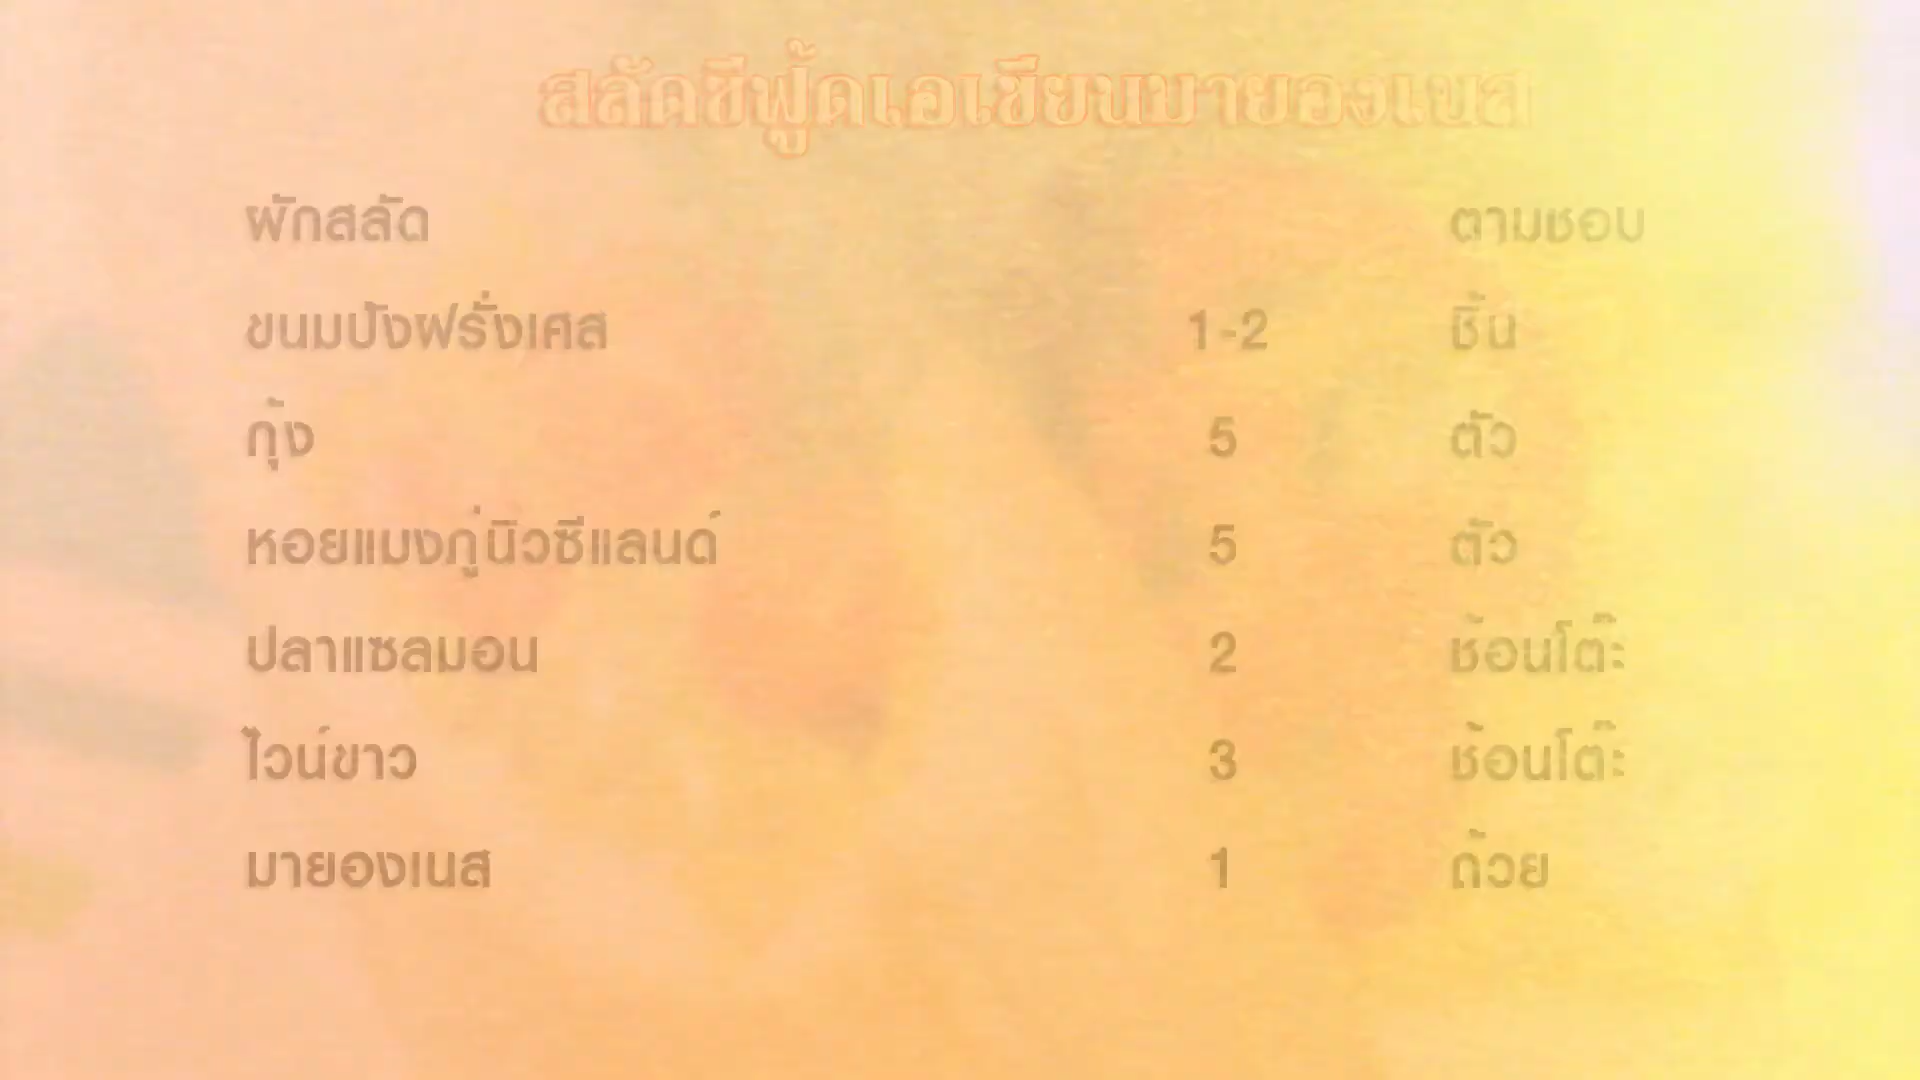 สลัดซีฟู้ดเอเชียนมายองเนส
ผักสลัด ตามชอบ
ขนมปังฝรั่งเศส 1-2 ชิ้น
กุ้ง 5 ตัว
หอยแมงภู่นิวซีแลนด์ 5 ตัว
ปลาแซลมอน 2 ช้อนโต๊ะ
ไวน์ขาว 3 ช้อนโต๊ะ
มายองเนส 1 ถ้วย